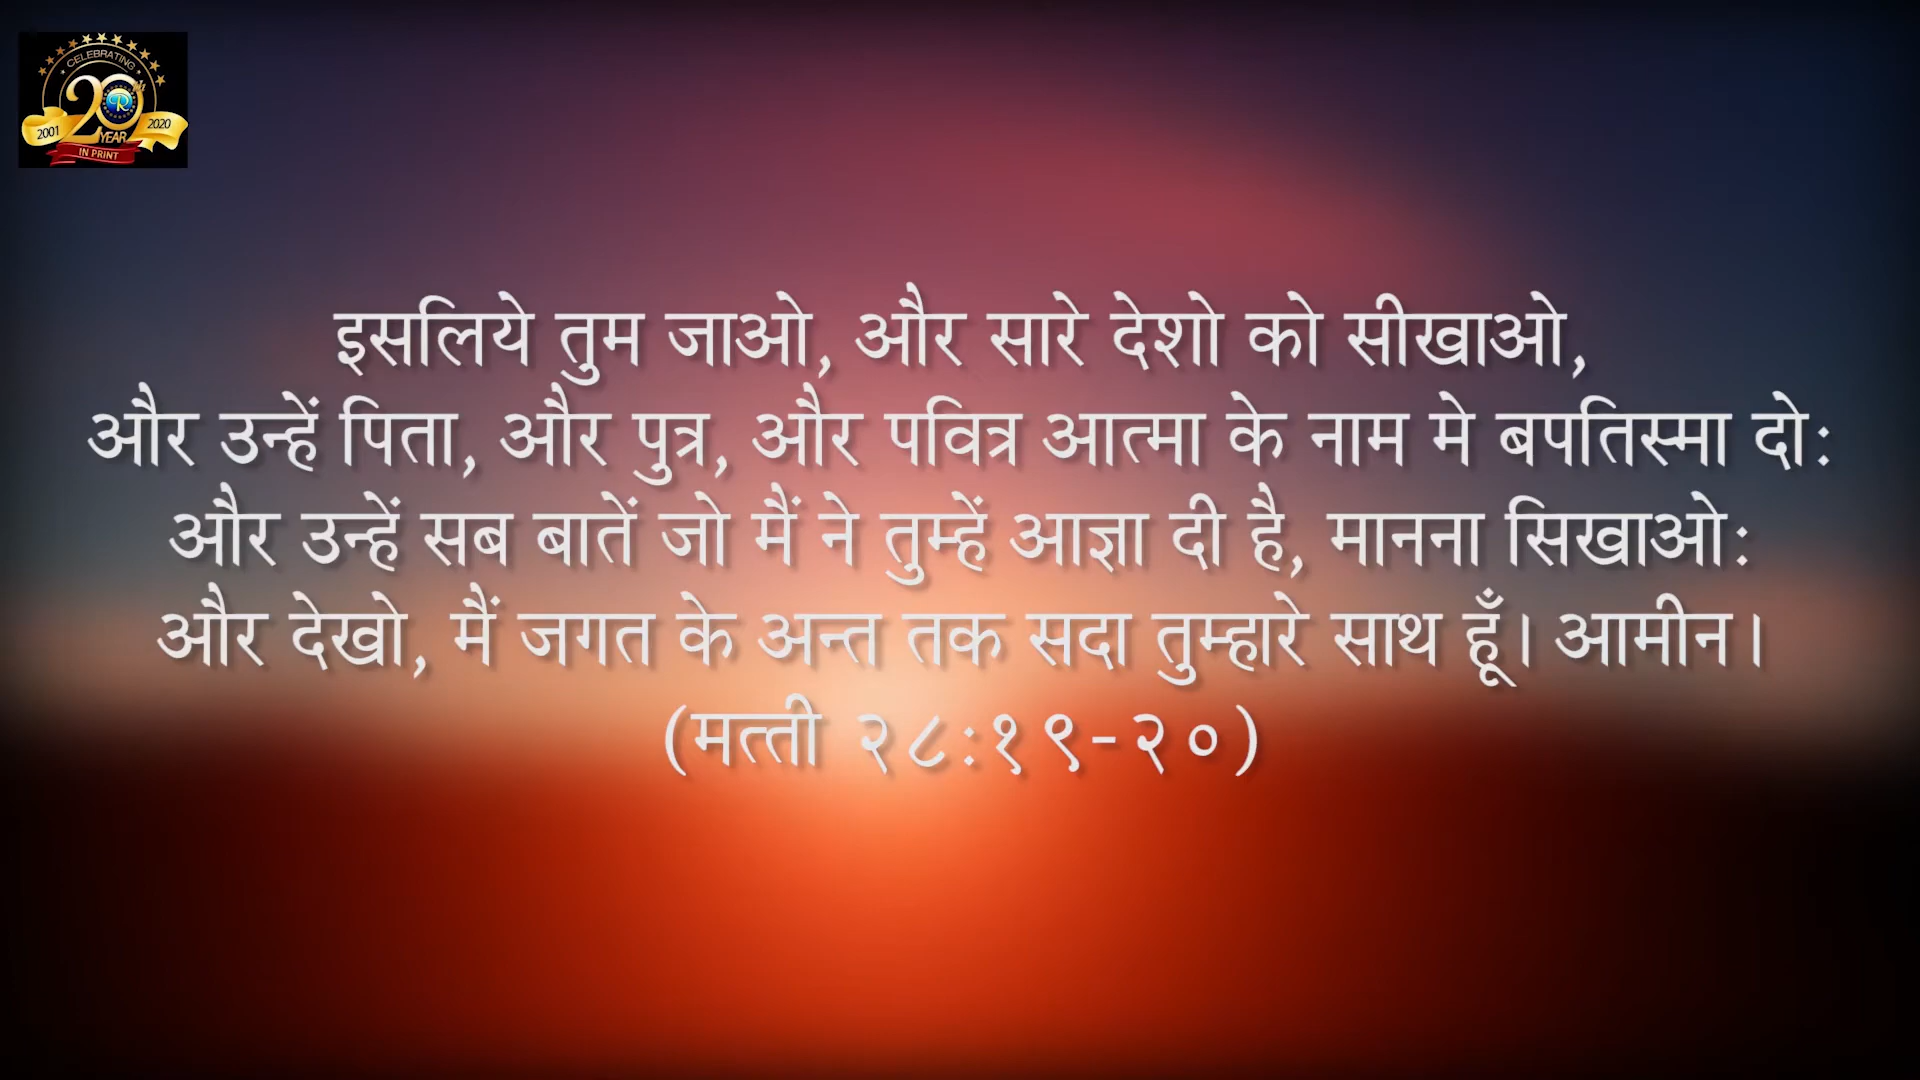 CELEBRATING
20th
R
2001
YEAR
2020
IN PRINT
इसलिये तुम जाओ, और सारे देशो को सीखाओ,
और उन्हें पिता, और पुत्र, और पवित्र आत्मा के नाम मे बपतिस्मा दो:
और उन्हें सब बातें जो मैं ने तुम्हें आज्ञा दी है, मानना सिखाओ:
और देखो, मैं जगत के अन्त तक सदा तुम्हारे साथ हूँ। आमीन।
(मत्ती २८:१९-२०)